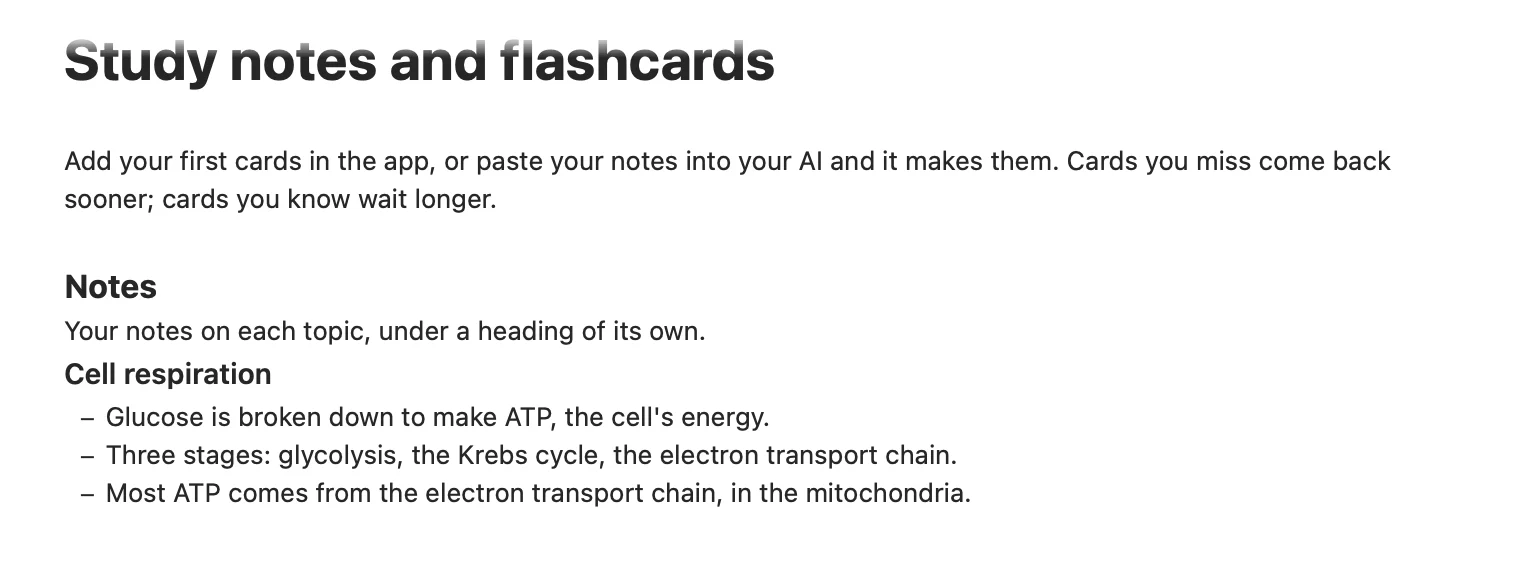 Study notes and flashcards
Add your first cards in the app, or paste your notes into your AI and it makes them. Cards you miss come back
sooner; cards you know wait longer.
Notes
Your notes on each topic, under a heading of its own.
Cell respiration
– Glucose is broken down to make ATP, the cell's energy.
– Three stages: glycolysis, the Krebs cycle, the electron transport chain.
– Most ATP comes from the electron transport chain, in the mitochondria.